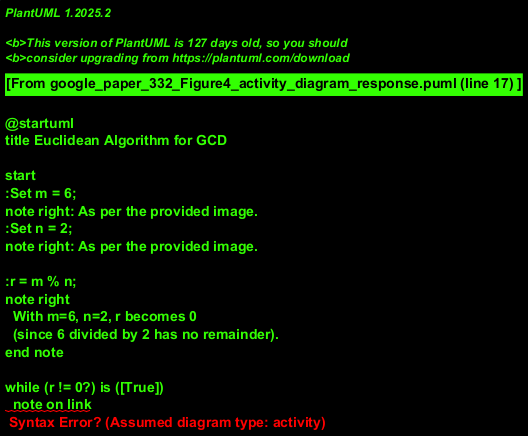 PlantUML 1.2025.2
<b>This version of PlantUML is 127 days old, so you should
<b>consider upgrading from https://plantuml.com/download
[From google_paper_332_Figure4_activity_diagram_response.puml (line 17) ]
@startuml
title Euclidean Algorithm for GCD
start
:Set m = 6;
note right: As per the provided image.
:Set n = 2;
note right: As per the provided image.
:r = m % n;
note right
With m=6, n=2, r becomes 0
(since 6 divided by 2 has no remainder).
end note
while (r != 0?) is ([True])
note on link
Syntax Error? (Assumed diagram type: activity)